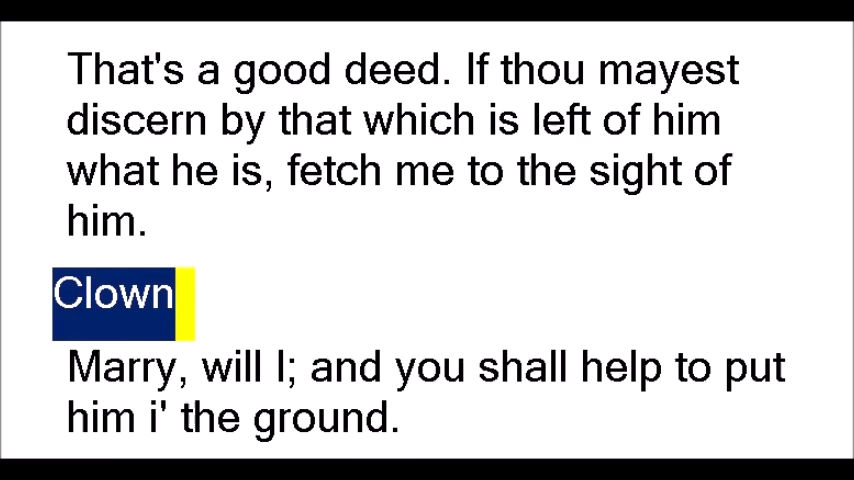 That's a good deed. If thou mayest
discern by that which is left of him
what he is, fetch me to the sight of
him.
Clown
Marry, will I; and you shall help to put
him i' the ground.